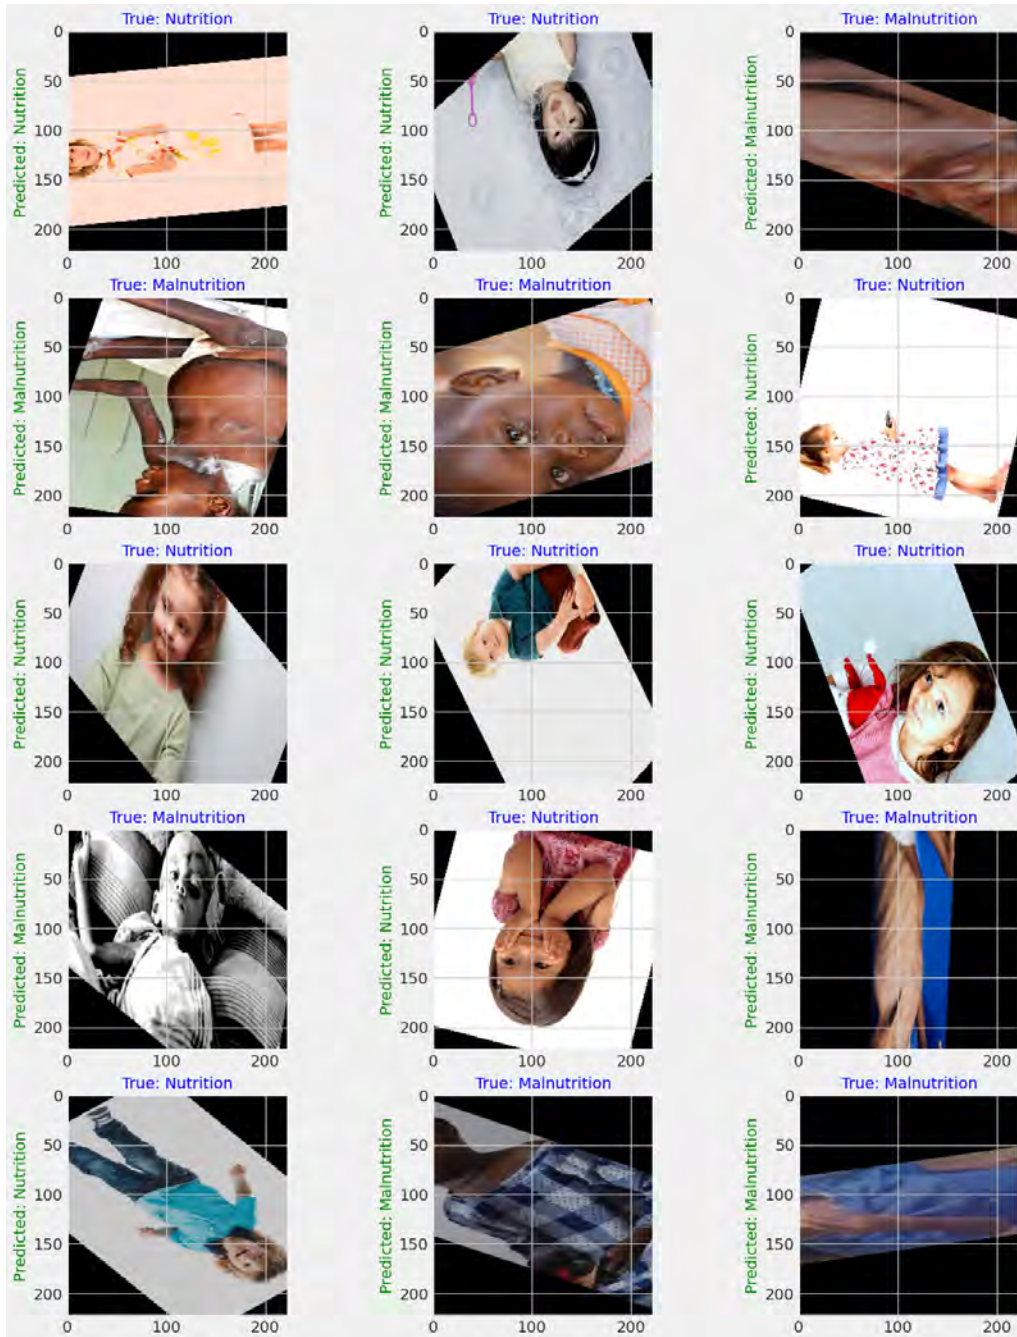 True: Nutrition True: Nutrition True: Malnutrition
Predicted: Nutrition Predicted: Nutrition Predicted: Malnutrition
0 50 100 150 200 0 50 100 150 200 0 50 100 150 200
0 100 200 0 100 200 0 100 200
True: Malnutrition True: Malnutrition True: Nutrition
Predicted: Malnutrition Predicted: Malnutrition Predicted: Nutrition
0 50 100 150 200 0 50 100 150 200 0 50 100 150 200
0 100 200 0 100 200 0 100 200
True: Nutrition True: Nutrition True: Nutrition
Predicted: Nutrition Predicted: Nutrition Predicted: Nutrition
0 50 100 150 200 0 50 100 150 200 0 50 100 150 200
0 100 200 0 100 200 0 100 200
True: Malnutrition True: Nutrition True: Malnutrition
Predicted: Malnutrition Predicted: Nutrition Predicted: Malnutrition
0 50 100 150 200 0 50 100 150 200 0 50 100 150 200
0 100 200 0 100 200 0 100 200
True: Nutrition True: Malnutrition True: Malnutrition
Predicted: Nutrition Predicted: Malnutrition Predicted: Malnutrition
0 50 100 150 200 0 50 100 150 200 0 50 100 150 200
0 100 200 0 100 200 0 100 200